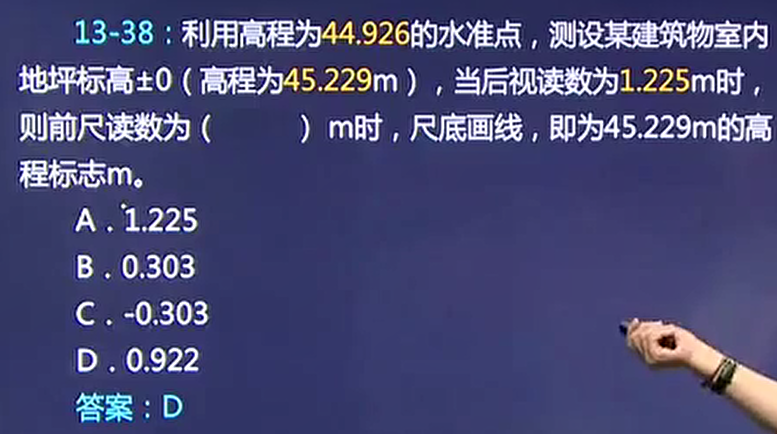 13-38：利用高程为44.926的水准点，测设某建筑物室内
地坪标高±0（高程为45.229m），当后视读数为1.225m时，
则前尺读数为（　　）m时，尺底画线，即为45.229m的高
程标志m。
A．1.225
B．0.303
C．-0.303
D．0.922
答案：D